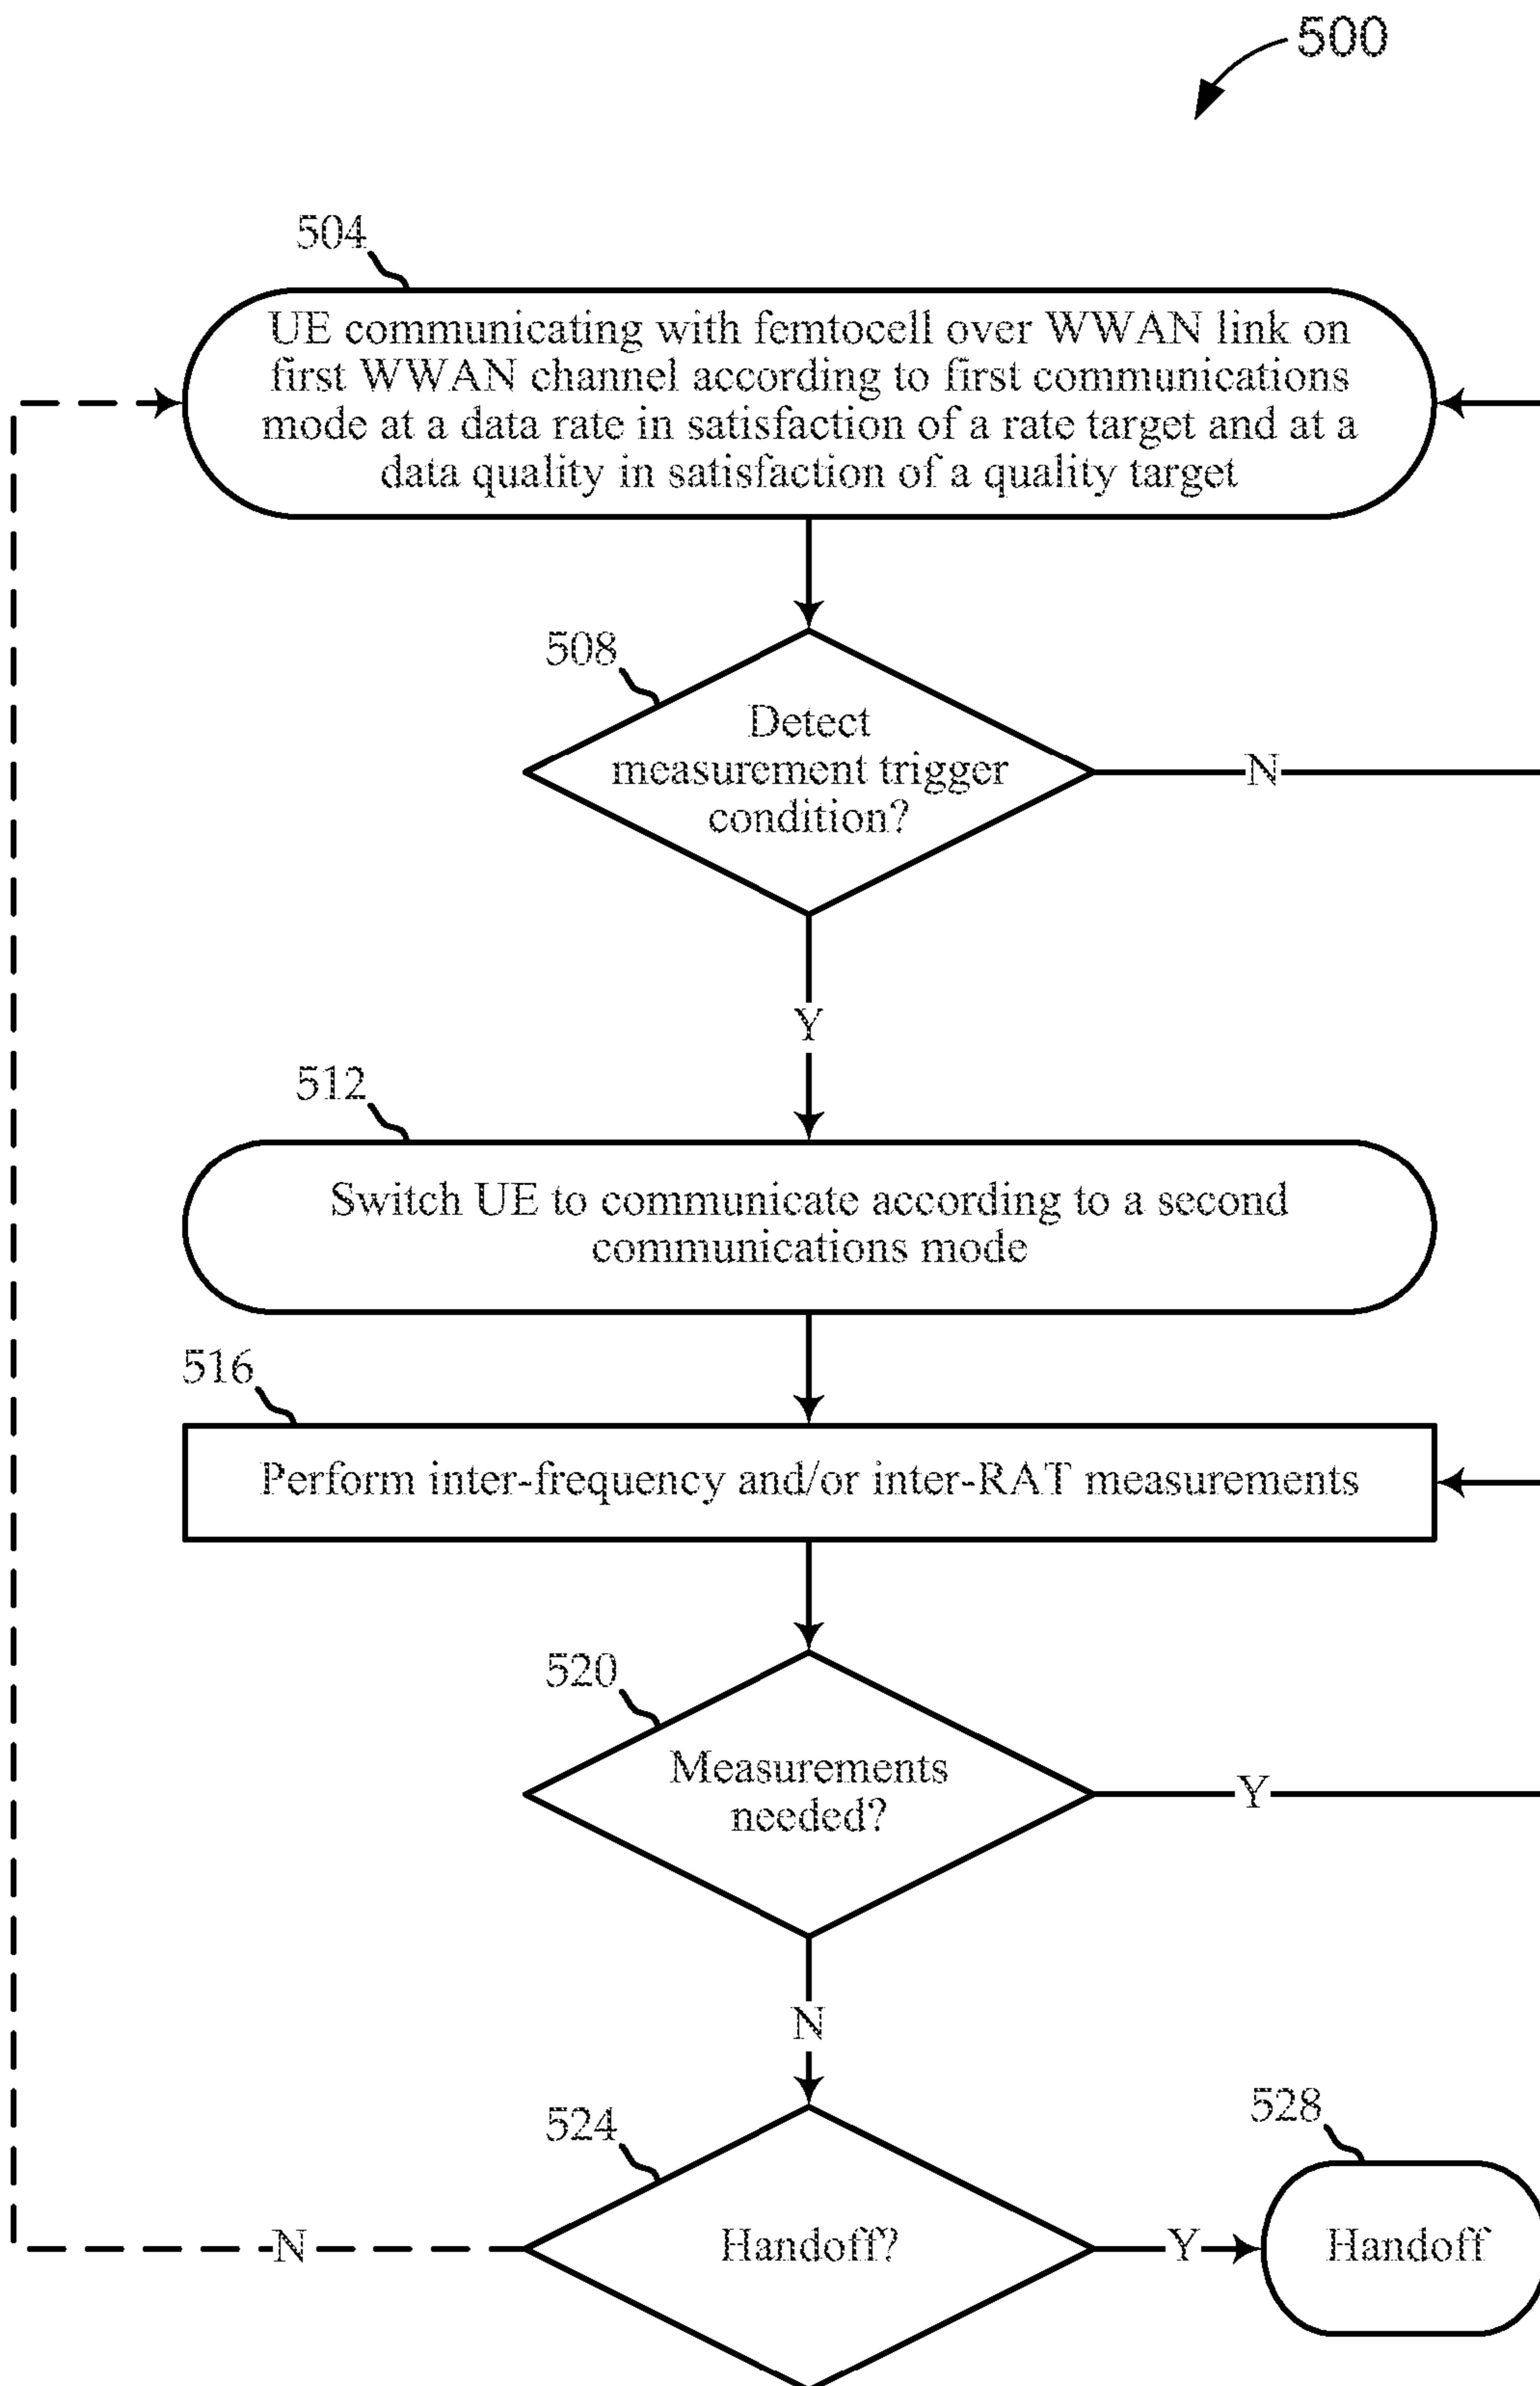 500
504
UE communicating with femtocell over WWAN link on
first WWAN channel according to first communications
mode at a data rate in satisfaction of a rate target and at a
data quality in satisfaction of a quality target
508
Detect
measurement trigger
condition?
N
Y
512
Switch UE to communicate according to a second
communications mode
516
Perform inter-frequency and/or inter-RAT measurements
520
Measurements
needed?
Y
N
524
528
N
Handoff?
Y
Handoff